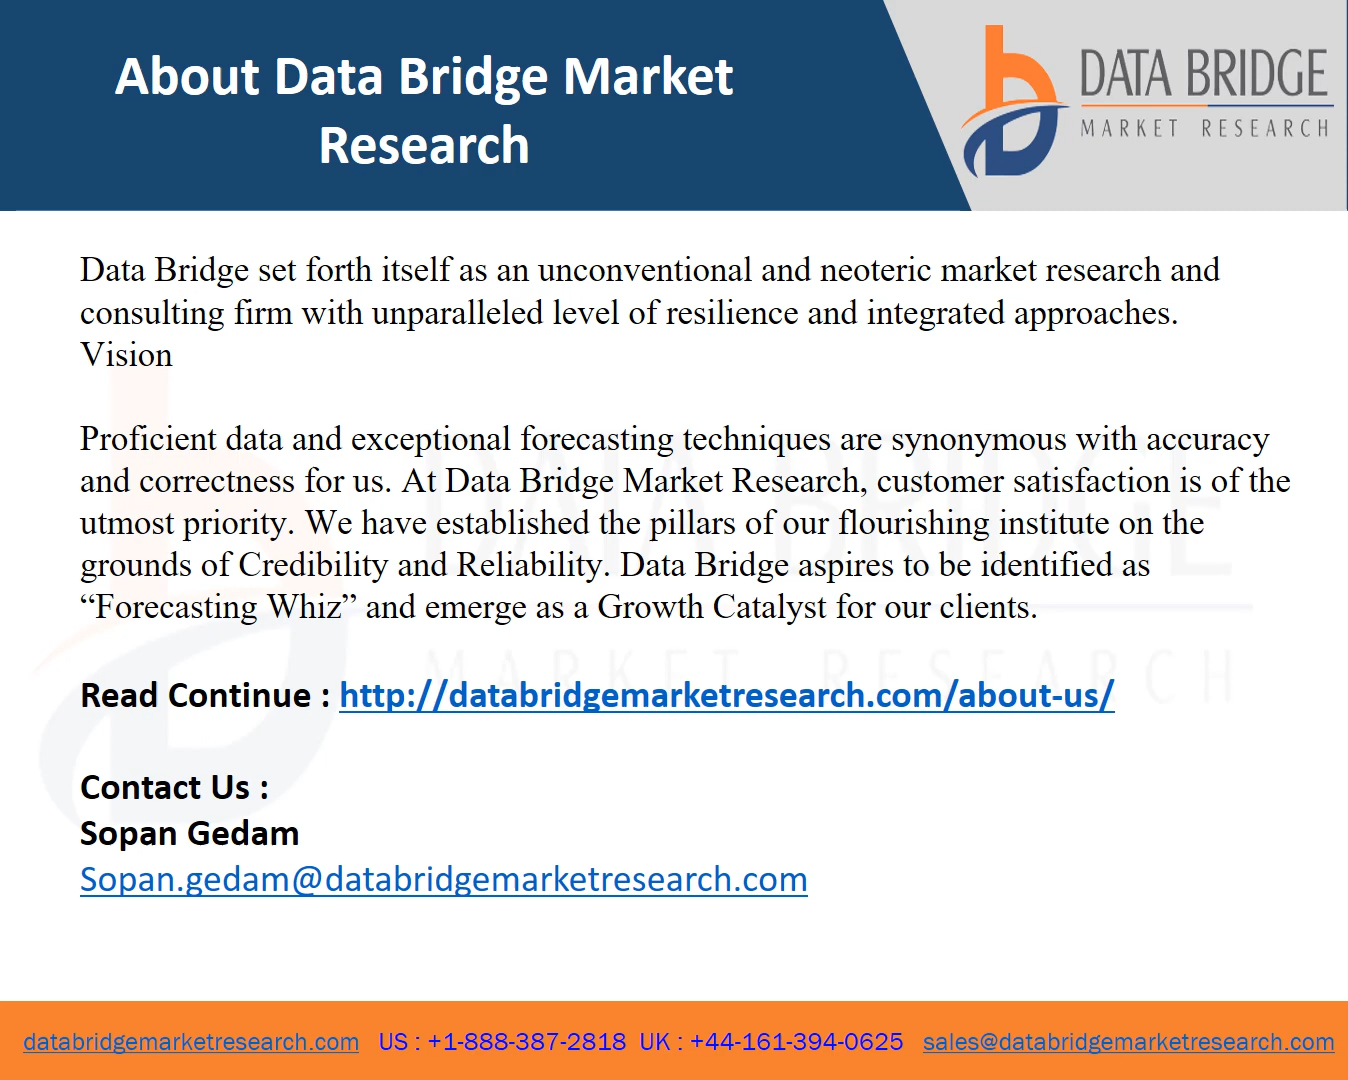 About Data Bridge Market
Research
DATA BRIDGE
MARKET RESEARCH
Data Bridge set forth itself as an unconventional and neoteric market research and
consulting firm with unparalleled level of resilience and integrated approaches.
Vision
Proficient data and exceptional forecasting techniques are synonymous with accuracy
and correctness for us. At Data Bridge Market Research, customer satisfaction is of the
utmost priority. We have established the pillars of our flourishing institute on the
grounds of Credibility and Reliability. Data Bridge aspires to be identified as
“Forecasting Whiz” and emerge as a Growth Catalyst for our clients.
DATA BRIDGE
MARKET RESEARCH
Read Continue : http://databridgemarketresearch.com/about-us/
Contact Us :
Sopan Gedam
Sopan.gedam@databridgemarketresearch.com
databridgemarketresearch.com US : +1-888-387-2818 UK : +44-161-394-0625 sales@databridgemarketresearch.com